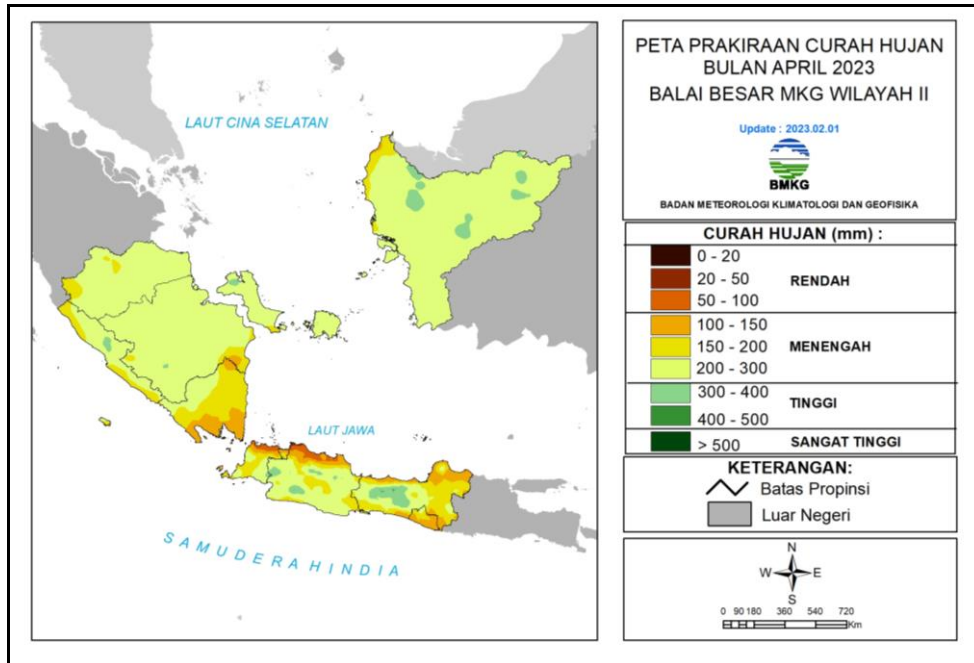 LAUT CINA SELATAN
LAUT JAWA
SAMUDERA HINDIA
PETA PRAKIRAAN CURAH HUJAN
BULAN APRIL 2023
BALAI BESAR MKG WILAYAH II
Update : 2023.02.01
BMKG
BADAN METEOROLOGI KLIMATOLOGI DAN GEOFISIKA
CURAH HUJAN (mm) :
0 - 20
20 - 50
50 - 100
RENDAH
100 - 150
150 - 200
200 - 300
MENENGAH
300 - 400
400 - 500
TINGGI
> 500
SANGAT TINGGI
KETERANGAN:
Batas Propinsi
Luar Negeri
N
W E
S
0 90 180 360 540 720
Km